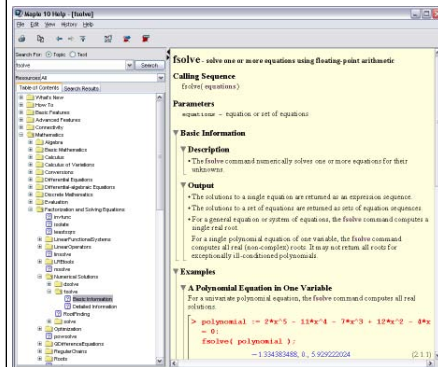 Maple 10 Help - [fsolve]
File Edit View History Help
Search For: Topic Text
fsolve Search
Resources All
Table of Contents Search Results
What's New
How To
Basic Features
Advanced Features
Connectivity
Mathematics
Algebra
Basic Mathematics
Calculus
Calculus of Variations
Conversions
Differential Equations
Differential-algebraic Equations
Discrete Mathematics
Evaluation
Factorization and Solving Equations
invfunc
isolate
leastsqrs
LinearFunctionalSystems
LinearOperators
linsolve
LREtools
msolve
Numerical Solutions
dsolve
fsolve
Basic Information
Detailed Information
RootFinding
solve
Optimization
powsolve
QDifferenceEquations
RegularChains
Roots
fsolve - solve one or more equations using floating-point arithmetic
Calling Sequence
fsolve( equations )
Parameters
equations - equation or set of equations
Basic Information
Description
• The fsolve command numerically solves one or more equations for their
unknowns.
Output
• The solutions to a single equation is returned as an expression sequence.
• The solutions to a set of equations are returned as sets of equation sequences.
• For a general equation or system of equations, the fsolve command computes a
single real root.
For a single polynomial equation of one variable, the fsolve command
computes all real (non-complex) roots. It may not return all roots for
exceptionally ill-conditioned polynomials.
Examples
A Polynomial Equation in One Variable
For a univariate polynomial equation, the fsolve command computes all real
solutions.
> polynomial := 2*x^5 - 11*x^4 - 7*x^3 + 12*x^2 - 8*x
= 0;
fsolve( polynomial );
-1.334383488, 0., 5.929222024 (2.1.1)